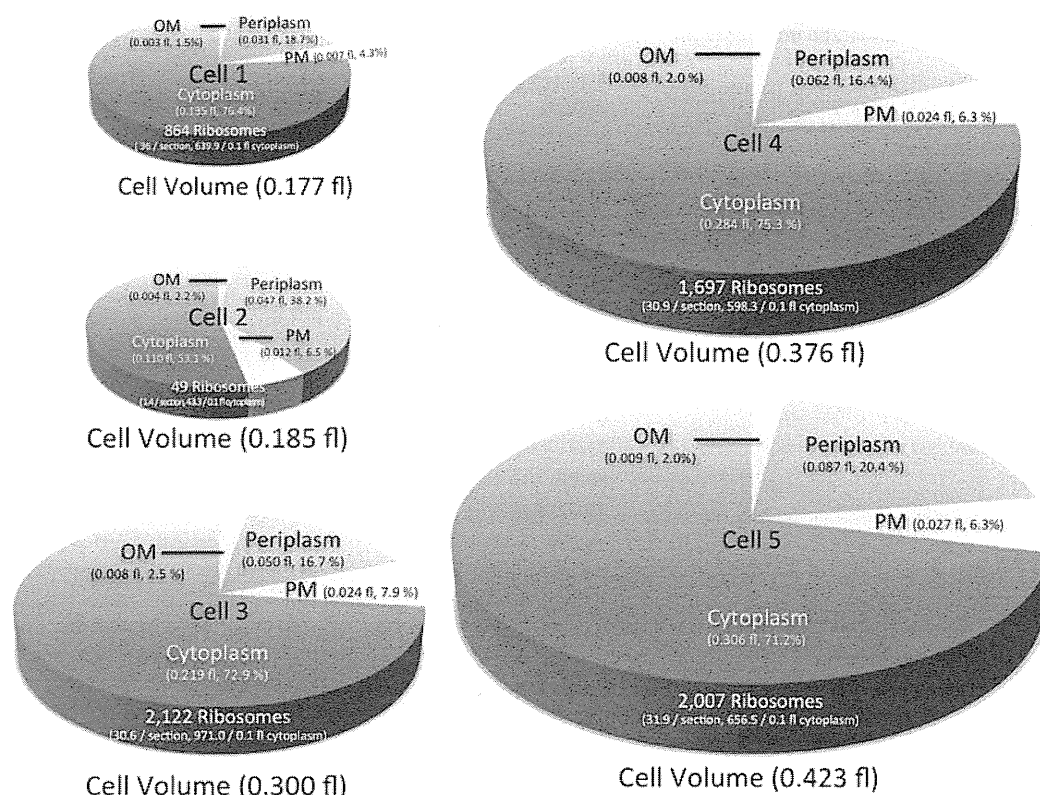 OM
(0.003 fl, 1.5%)
Periplasm
(0.031 fl, 18.7%)
PM (0.007 fl, 4.3%)
Cell 1
Cytoplasm
(0.135 fl, 76.4%)
864 Ribosomes
(36 / section, 639.9 / 0.1 fl cytoplasm)
Cell Volume (0.177 fl)
OM
(0.004 fl, 2.2 %)
Periplasm
(0.047 fl, 38.2 %)
Cell 2
PM
(0.012 fl, 6.5 %)
Cytoplasm
(0.110 fl, 53.1 %)
49 Ribosomes
(1.4 / section, 43.3 / 0.1 fl cytoplasm)
Cell Volume (0.185 fl)
OM
(0.008 fl, 2.5 %)
Periplasm
(0.050 fl, 16.7 %)
PM (0.024 fl, 7.9 %)
Cell 3
Cytoplasm
(0.219 fl, 72.9 %)
2,122 Ribosomes
(30.6 / section, 971.0 / 0.1 fl cytoplasm)
Cell Volume (0.300 fl)
OM
(0.008 fl, 2.0 %)
Periplasm
(0.062 fl, 16.4 %)
PM (0.024 fl, 6.3 %)
Cell 4
Cytoplasm
(0.284 fl, 75.3 %)
1,697 Ribosomes
(30.9 / section, 598.3 / 0.1 fl cytoplasm)
Cell Volume (0.376 fl)
OM
(0.009 fl, 2.0%)
Periplasm
(0.087 fl, 20.4 %)
PM (0.027 fl, 6.3%)
Cell 5
Cytoplasm
(0.306 fl, 71.2%)
2,007 Ribosomes
(31.9 / section, 656.5 / 0.1 fl cytoplasm)
Cell Volume (0.423 fl)